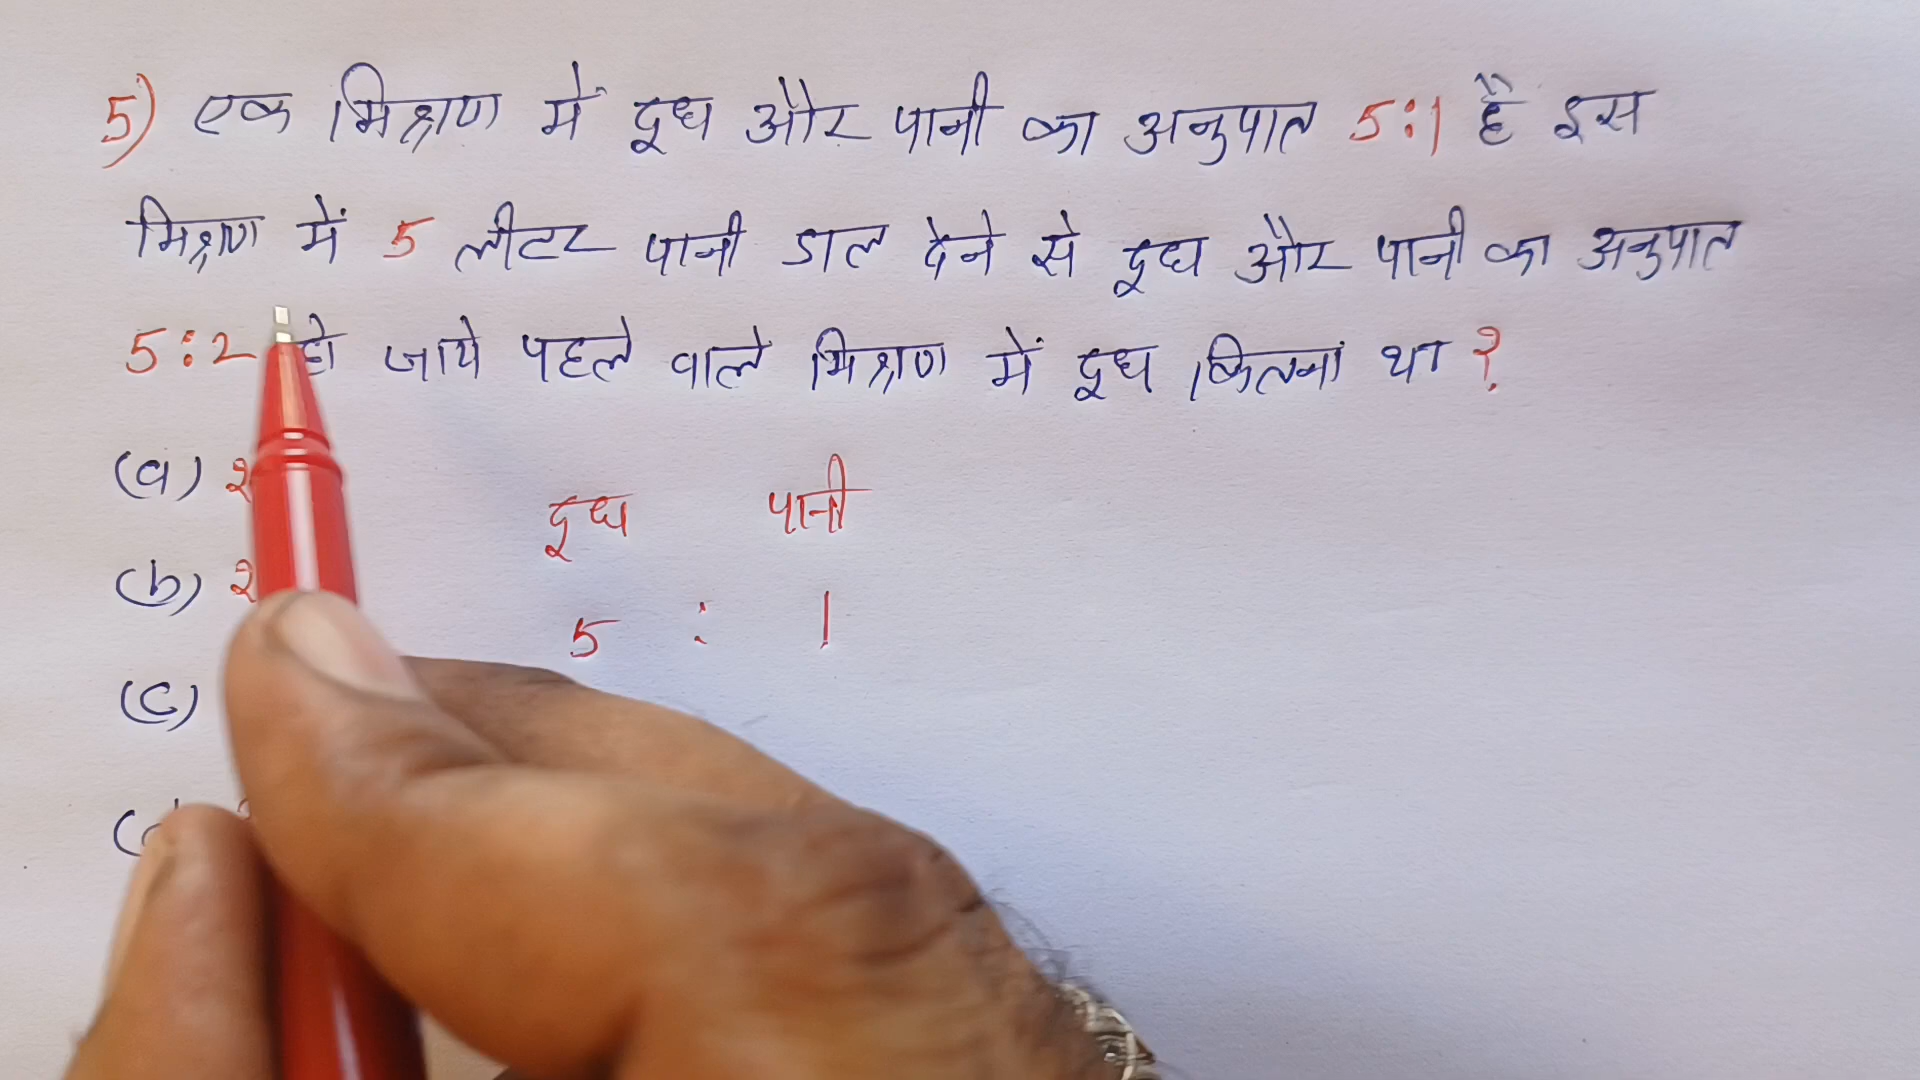 5) एक मिश्रण में दूध और पानी का अनुपात 5:1 है इस
मिश्रण में 5 लीटर पानी डाल देने से दूध और पानी का अनुपात
5:2 हो जाये पहले वाले मिश्रण में दूध कितना था ?
(a)
दूध पानी
(b)
5 : 1
(c)